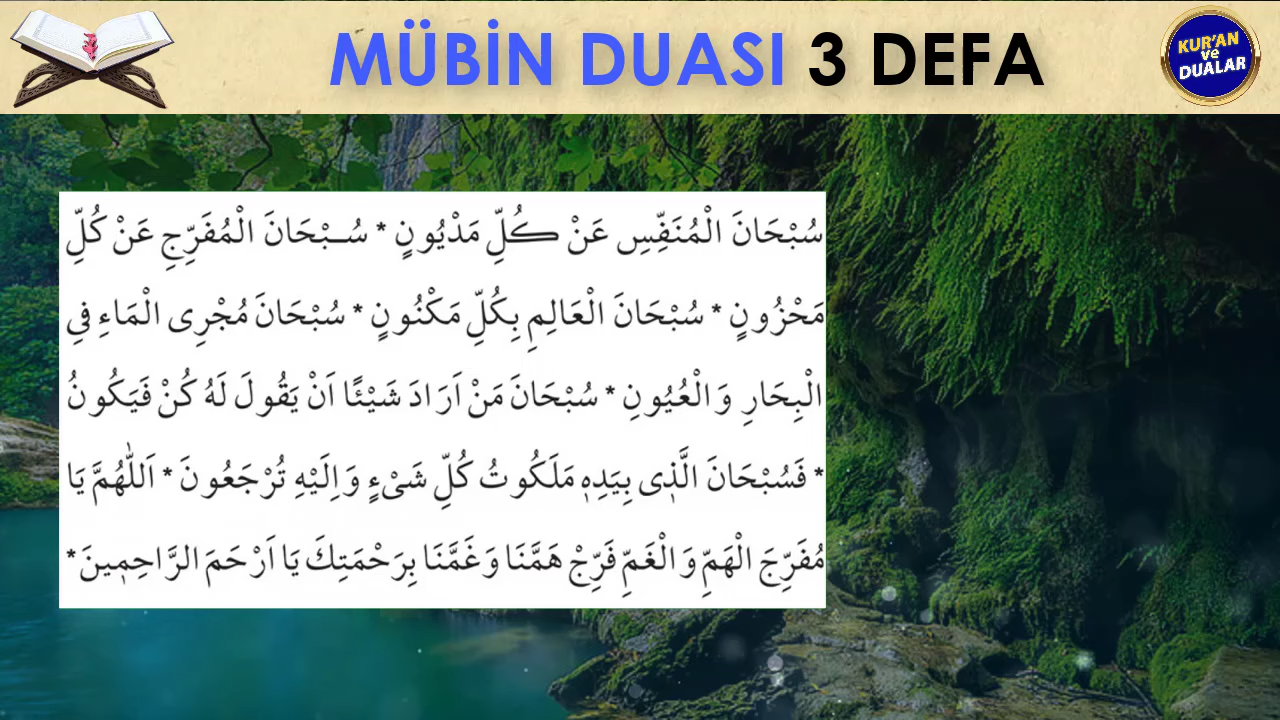 MÜBİN DUASI 3 DEFA
KUR'AN
ve
DUALAR
سُبْحَانَ الْمُنَفِّسِ عَنْ كُلِّ مَدْيُونٍ * سُبْحَانَ الْمُفَرِّجِ عَنْ كُلِّ
مَحْزُونٍ * سُبْحَانَ الْعَالِمِ بِكُلِّ مَكْنُونٍ * سُبْحَانَ مُجْرِى الْمَاءِ فِى
الْبِحَارِ وَالْعُيُونِ * سُبْحَانَ مَنْ اَرَادَ شَيْئًا اَنْ يَقُولَ لَهُ كُنْ فَيَكُونُ
* فَسُبْحَانَ الَّذٖى بِيَدِهٖ مَلَكُوتُ كُلِّ شَىْءٍ وَاِلَيْهِ تُرْجَعُونَ * اَللّٰهُمَّ يَا
مُفَرِّجَ الْهَمِّ وَالْغَمِّ فَرِّجْ هَمَّنَا وَغَمَّنَا بِرَحْمَتِكَ يَا اَرْحَمَ الرَّاحِمٖينَ *